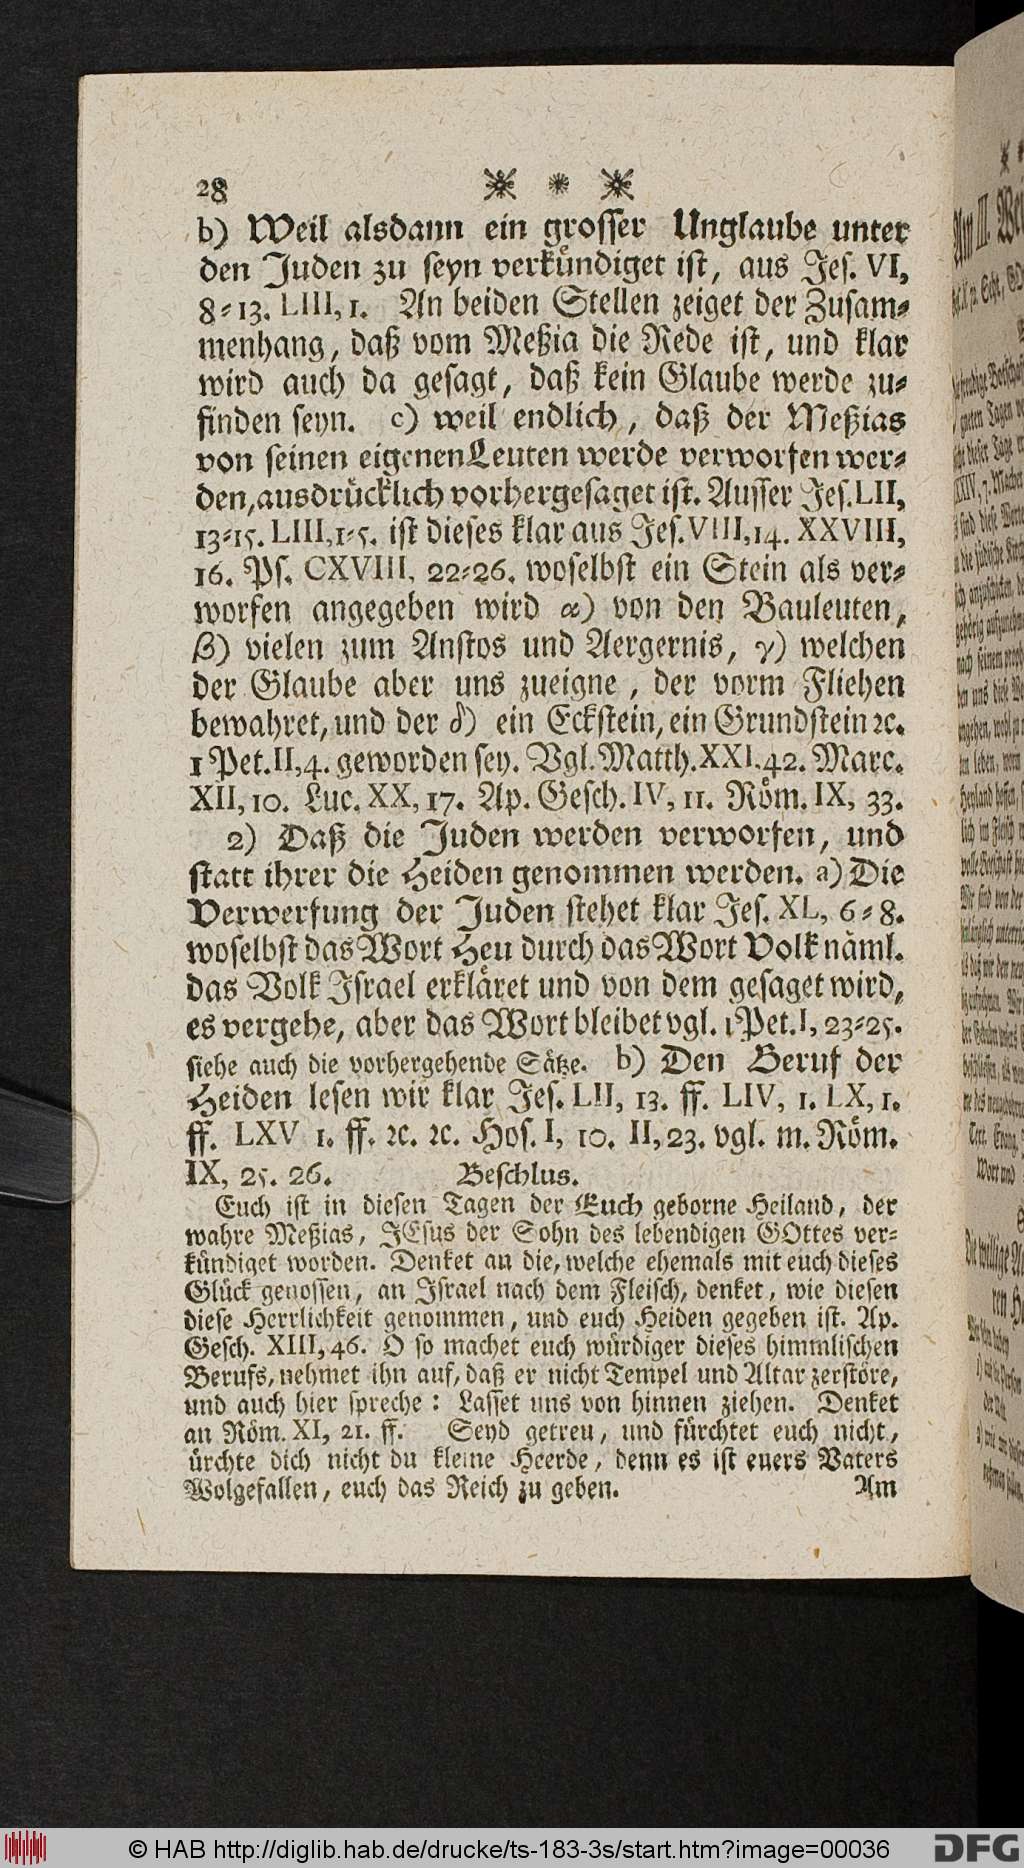 28
b) Weil alsdann ein grosser Unglaube unter
den Juden zu seyn verkündiget ist, aus Jes. VI,
8-13. LIII, 1. An beiden Stellen zeiget der Zusam-
menhang, daß vom Meßia die Rede ist, und klar
wird auch da gesagt, daß kein Glaube werde zu-
finden seyn. c) weil endlich, daß der Meßias
von seinen eigenen Leuten werde verworfen wer-
den, ausdrücklich vorhergesaget ist. Ausser Jes. LII,
13-15. LIII, 1-5. ist dieses klar aus Jes. VIII, 14. XXVIII,
16. Ps. CXVIII, 22-26. woselbst ein Stein als ver-
worfen angegeben wird α) von den Bauleuten,
β) vielen zum Anstos und Aergernis, γ) welchen
der Glaube aber uns zueigne, der vorm Fliehen
bewahret, und der δ) ein Eckstein, ein Grundstein ꝛc.
1 Pet. II, 4. geworden sey. Vgl. Matth. XXI, 42. Marc.
XII, 10. Luc. XX, 17. Ap. Gesch. IV, 11. Röm. IX, 33.
2) Daß die Juden werden verworfen, und
statt ihrer die Heiden genommen werden. a) Die
Verwerfung der Juden stehet klar Jes. XL, 6-8.
woselbst das Wort Heu durch das Wort Volk näml.
das Volk Israel erkläret und von dem gesaget wird,
es vergehe, aber das Wort bleibet vgl. 1 Pet. I, 23-25.
siehe auch die vorhergehende Sätze. b) Den Beruf der
Heiden lesen wir klar Jes. LII, 13. ff. LIV, 1. LX, 1.
ff. LXV 1. ff. ꝛc. ꝛc. Hos. I, 10. II, 23. vgl. m. Röm.
IX, 25. 26. Beschlus.
Euch ist in diesen Tagen der Euch geborne Heiland, der
wahre Meßias, JEsus der Sohn des lebendigen GOttes ver-
kündiget worden. Denket an die, welche ehemals mit euch dieses
Glück genossen, an Israel nach dem Fleisch, denket, wie diesen
diese Herrlichkeit genommen, und euch Heiden gegeben ist. Ap.
Gesch. XIII, 46. O so machet euch würdiger dieses himmlischen
Berufs, nehmet ihn auf, daß er nicht Tempel und Altar zerstöre,
und auch hier spreche: Lasset uns von hinnen ziehen. Denket
an Röm. XI, 21. ff. Seyd getreu, und fürchtet euch nicht,
ürchte dich nicht du kleine Heerde, denn es ist euers Vaters
Wolgefallen, euch das Reich zu geben. Am
© HAB http://diglib.hab.de/drucke/ts-183-3s/start.htm?image=00036
DFG